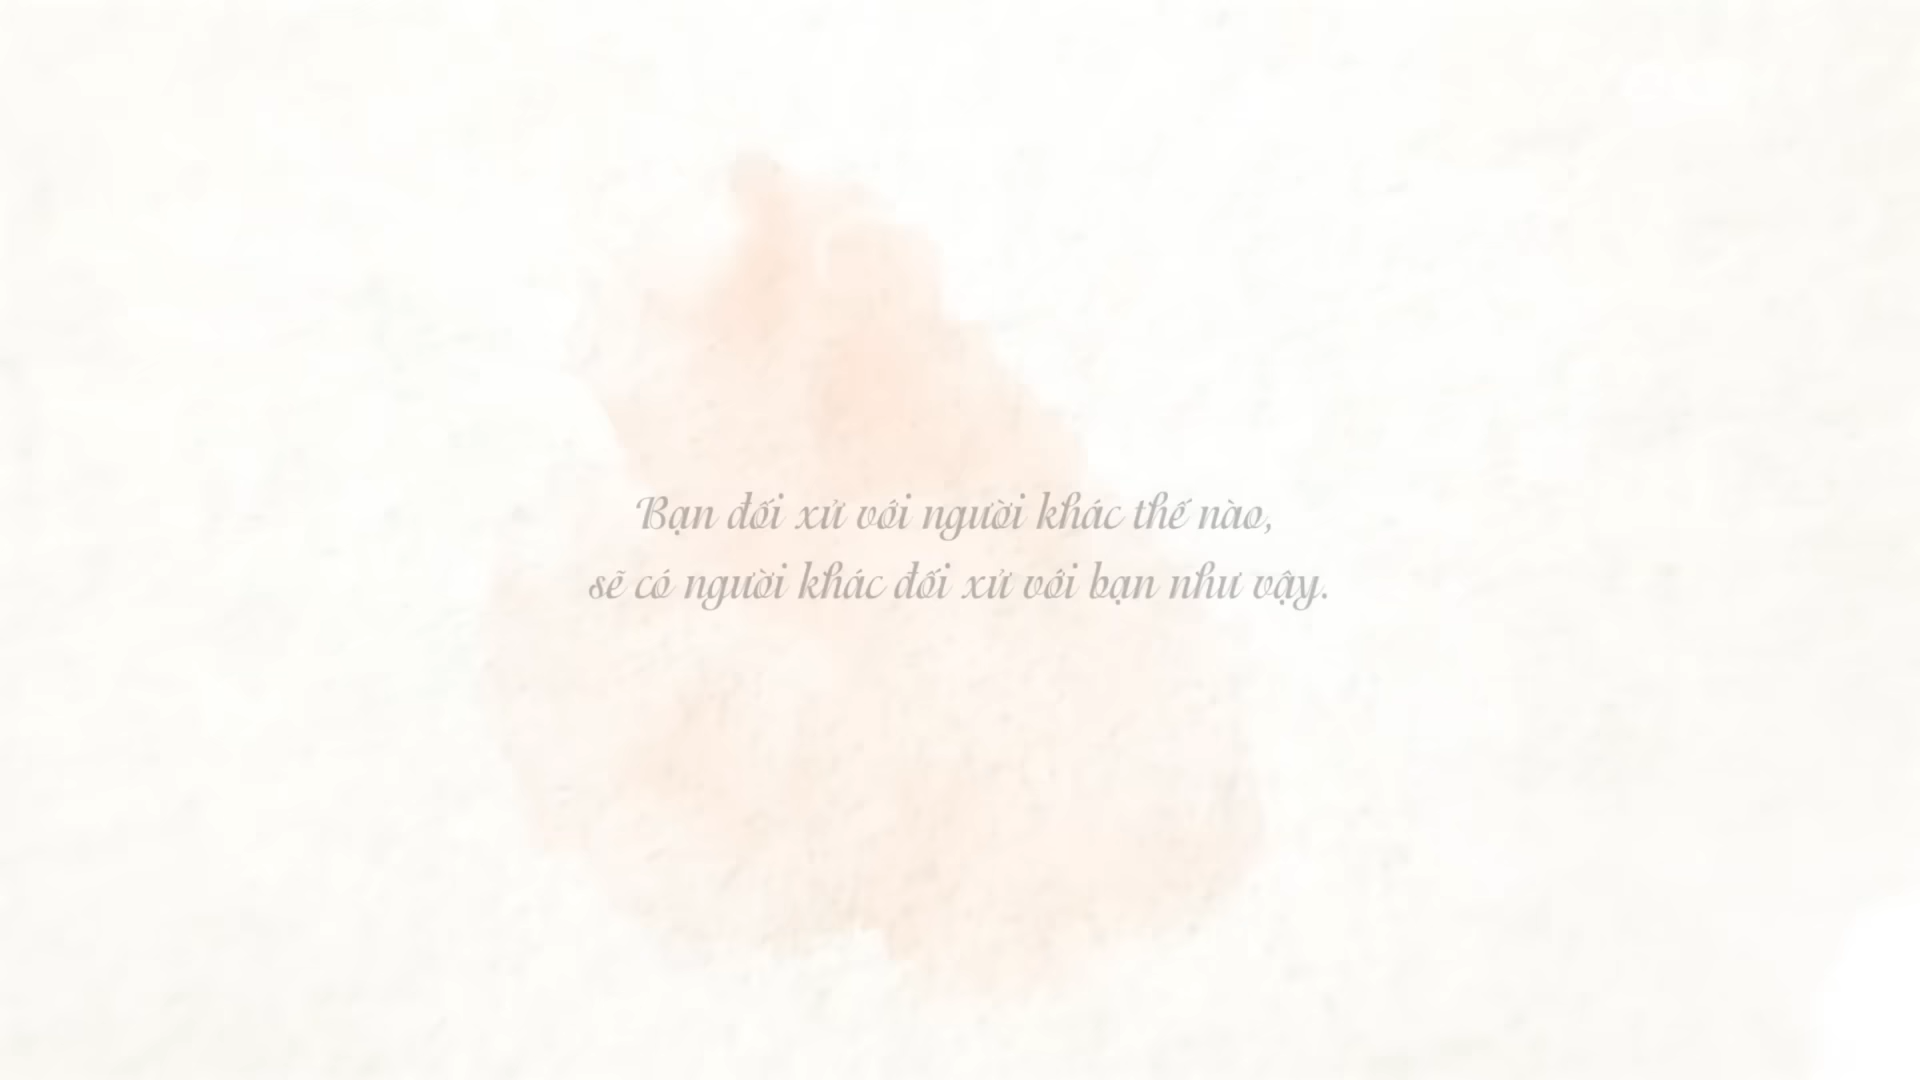 Bạn đối xử với người khác thế nào,
sẽ có người khác đối xử với bạn như vậy.